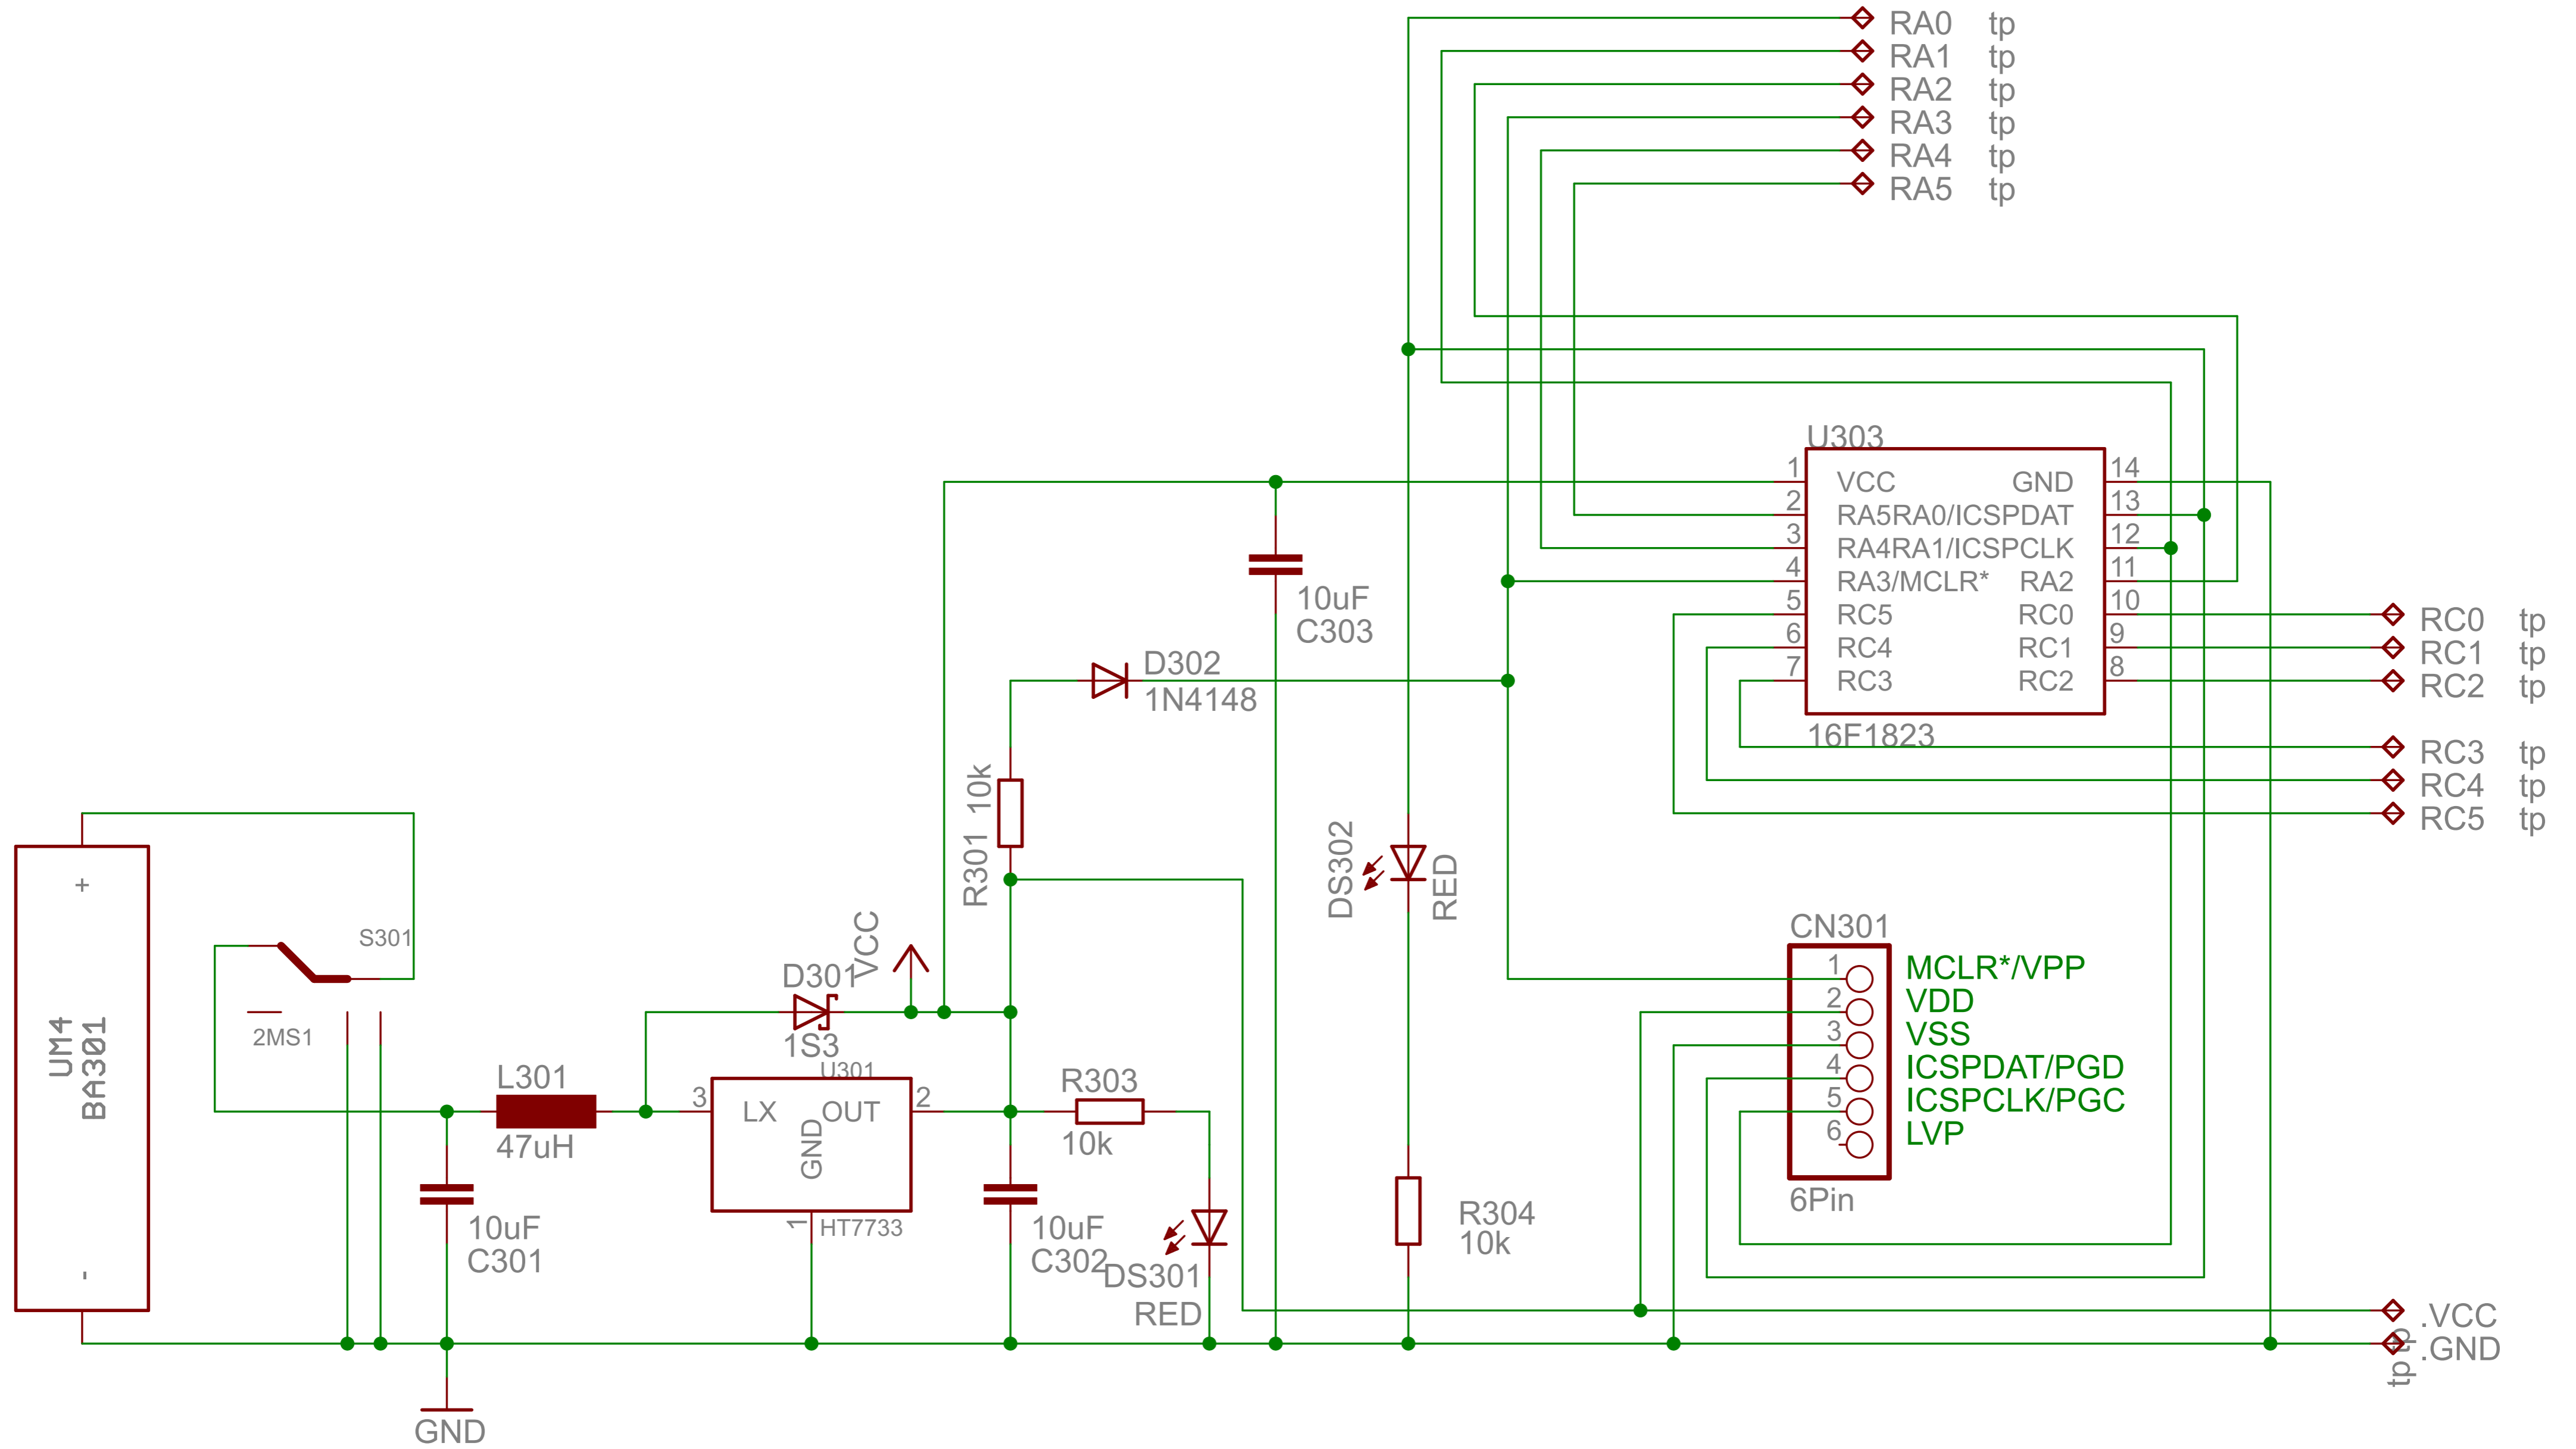 RA0 tp
RA1 tp
RA2 tp
RA3 tp
RA4 tp
RA5 tp
U303
1 VCC GND 14
2 RA5RA0/ICSPDAT 13
3 RA4RA1/ICSPCLK 12
4 RA3/MCLR* RA2 11
5 RC5 RC0 10
6 RC4 RC1 9
7 RC3 RC2 8
16F1823
RC0 tp
RC1 tp
RC2 tp
RC3 tp
RC4 tp
RC5 tp
10uF
C303
D302
1N4148
R301 10k
DS302
RED
+
-
UM4
BA301
S301
2MS1
VCC
D301
1S3
U301
L301
47uH
3 LX OUT 2
GND
1
HT7733
R303
10k
10uF
C301
10uF
C302
DS301
RED
R304
10k
CN301
1 MCLR*/VPP
2 VDD
3 VSS
4 ICSPDAT/PGD
5 ICSPCLK/PGC
6 LVP
6Pin
.VCC
tp
.GND
tp
GND